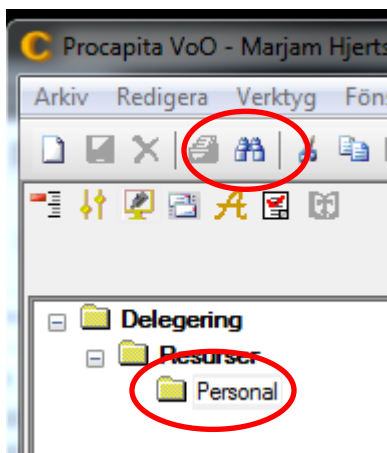 Procapita VoO - Marjam Hjerts
Arkiv Redigera Verktyg Föns
Delegering
Resurser
Personal